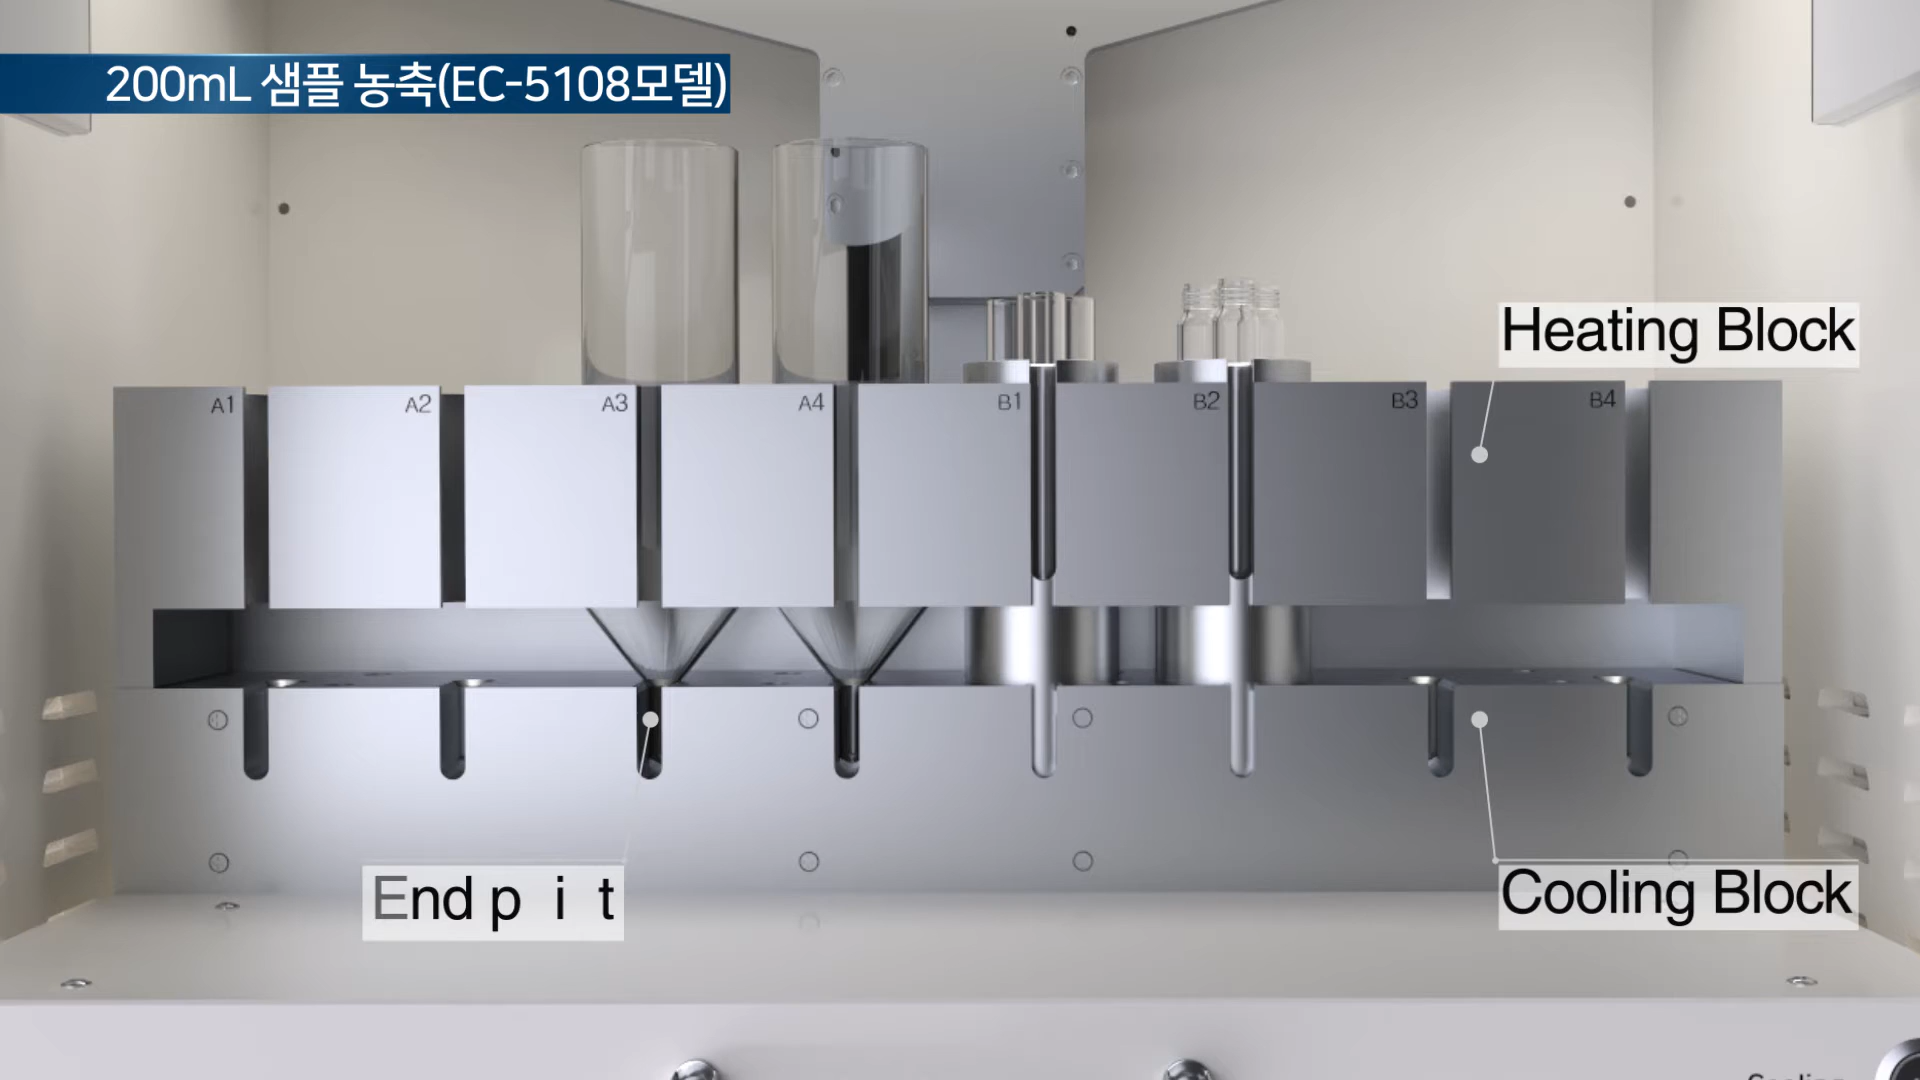 200mL 샘플 농축(EC-5108모델)
Heating Block
A1 A2 A3 A4 B1 B2 B3 B4
End p i t
Cooling Block